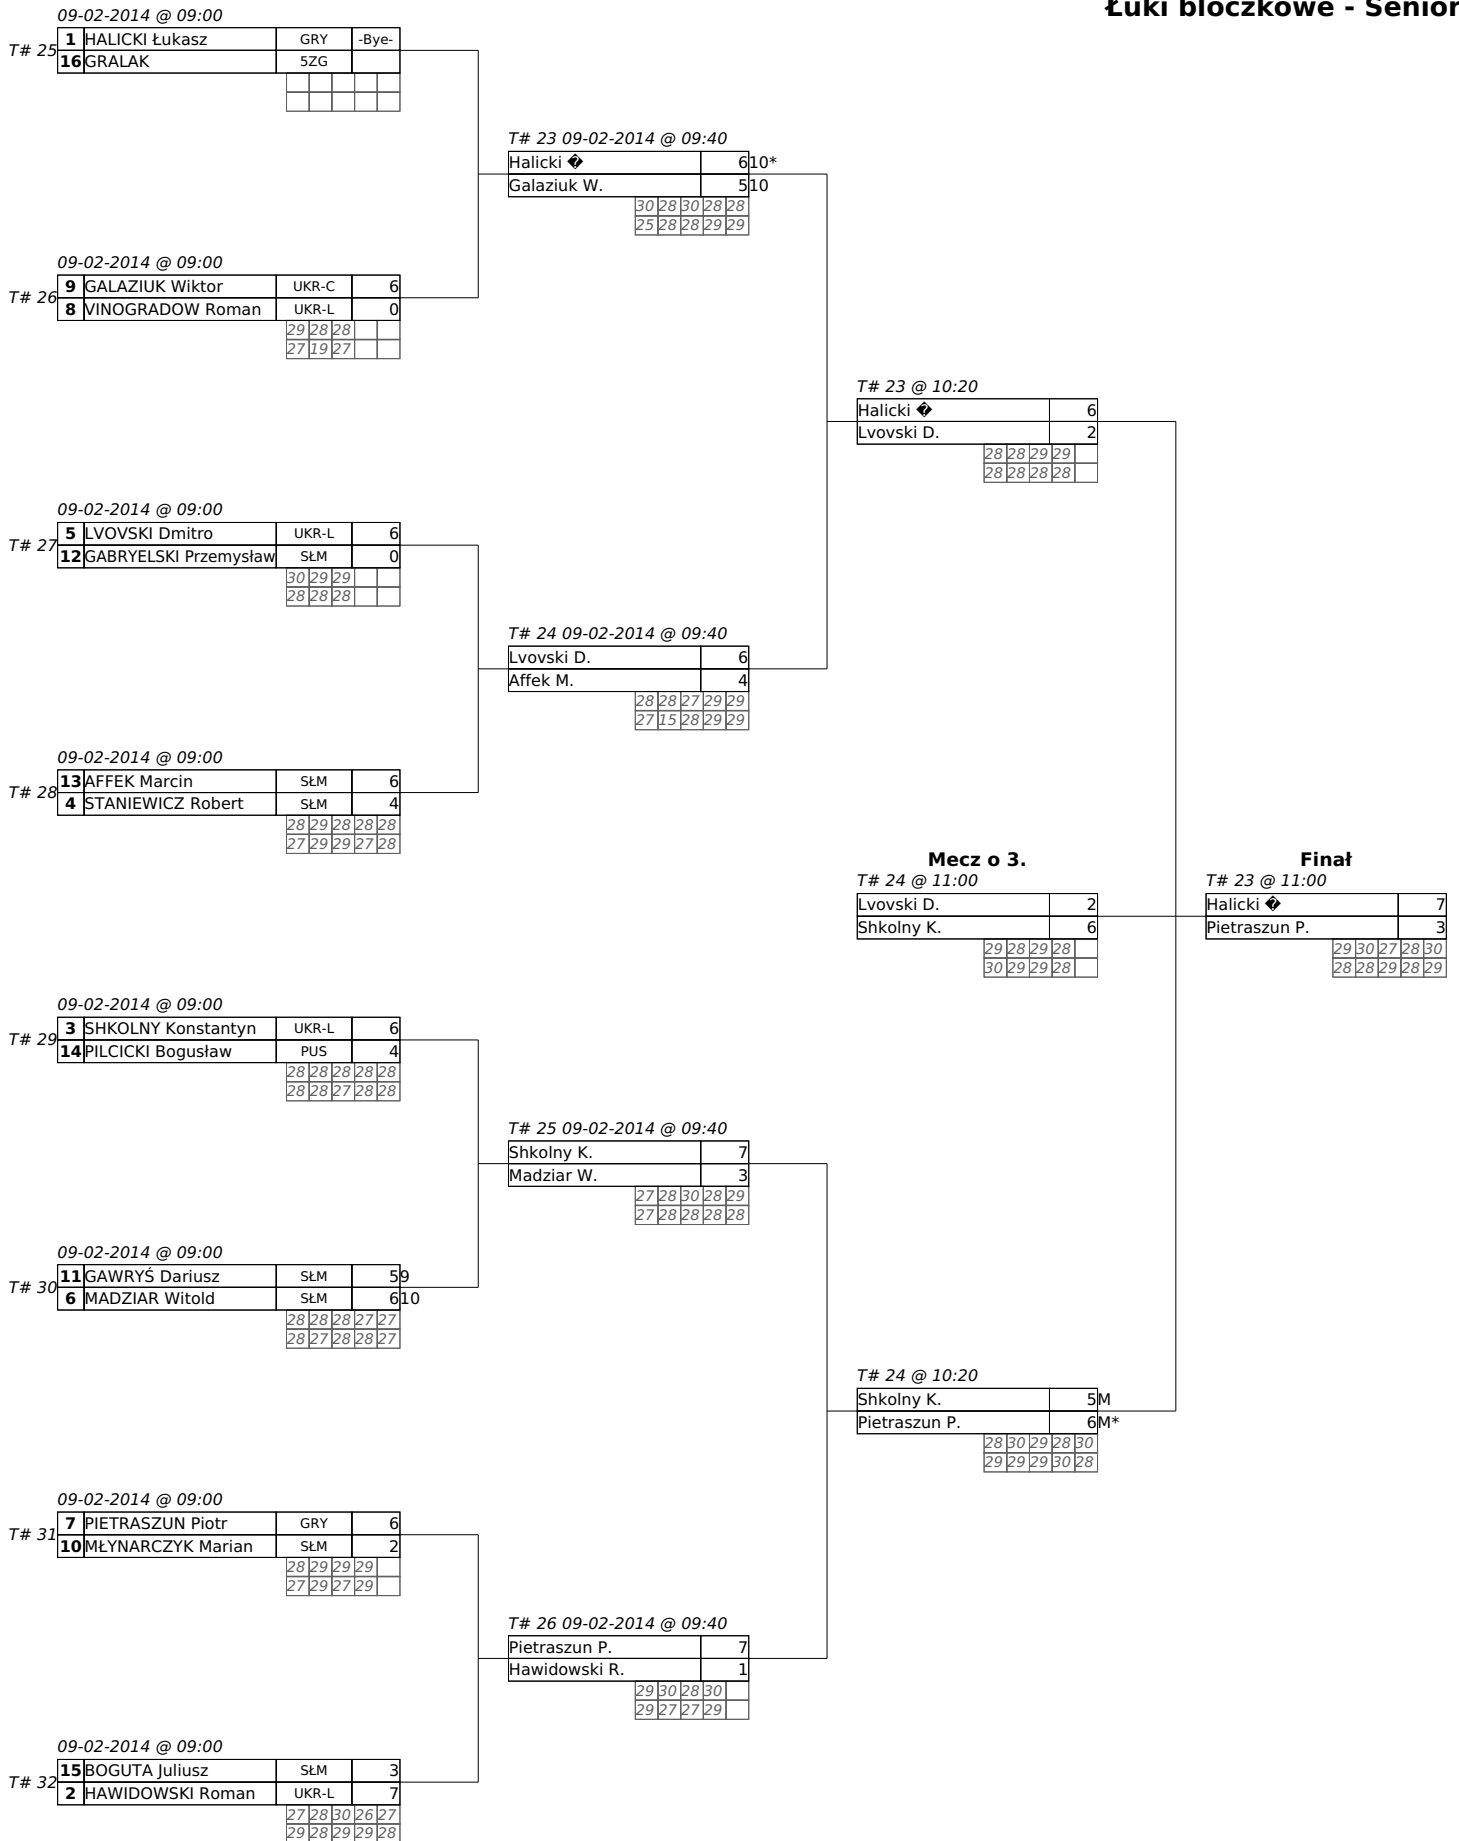 Łuki bloczkowe - Senior
09-02-2014 @ 09:00
T# 25
1 HALICKI Łukasz GRY -Bye-
16 GRALAK 5ZG
T# 23 09-02-2014 @ 09:40
Halicki � 6 10*
Galaziuk W. 5 10
30 28 30 28 28
25 28 28 29 29
09-02-2014 @ 09:00
T# 26
9 GALAZIUK Wiktor UKR-C 6
8 VINOGRADOW Roman UKR-L 0
29 28 28
27 19 27
T# 23 @ 10:20
Halicki � 6
Lvovski D. 2
28 28 29 29
28 28 28 28
09-02-2014 @ 09:00
T# 27
5 LVOVSKI Dmitro UKR-L 6
12 GABRYELSKI Przemysław SŁM 0
30 29 29
28 28 28
T# 24 09-02-2014 @ 09:40
Lvovski D. 6
Affek M. 4
28 28 27 29 29
27 15 28 29 29
09-02-2014 @ 09:00
T# 28
13 AFFEK Marcin SŁM 6
4 STANIEWICZ Robert SŁM 4
28 29 28 28 28
27 29 29 27 28
Mecz o 3.
T# 24 @ 11:00
Lvovski D. 2
Shkolny K. 6
29 28 29 28
30 29 29 28
Finał
T# 23 @ 11:00
Halicki � 7
Pietraszun P. 3
29 30 27 28 30
28 28 29 28 29
09-02-2014 @ 09:00
T# 29
3 SHKOLNY Konstantyn UKR-L 6
14 PILCICKI Bogusław PUS 4
28 28 28 28 28
28 28 27 28 28
T# 25 09-02-2014 @ 09:40
Shkolny K. 7
Madziar W. 3
27 28 30 28 29
27 28 28 28 28
09-02-2014 @ 09:00
T# 30
11 GAWRYŚ Dariusz SŁM 5 9
6 MADZIAR Witold SŁM 6 10
28 28 28 27 27
28 27 28 28 27
T# 24 @ 10:20
Shkolny K. 5 M
Pietraszun P. 6 M*
28 30 29 28 30
29 29 29 30 28
09-02-2014 @ 09:00
T# 31
7 PIETRASZUN Piotr GRY 6
10 MŁYNARCZYK Marian SŁM 2
28 29 29 29
27 29 27 29
T# 26 09-02-2014 @ 09:40
Pietraszun P. 7
Hawidowski R. 1
29 30 28 30
29 27 27 29
09-02-2014 @ 09:00
T# 32
15 BOGUTA Juliusz SŁM 3
2 HAWIDOWSKI Roman UKR-L 7
27 28 30 26 27
29 28 29 29 28